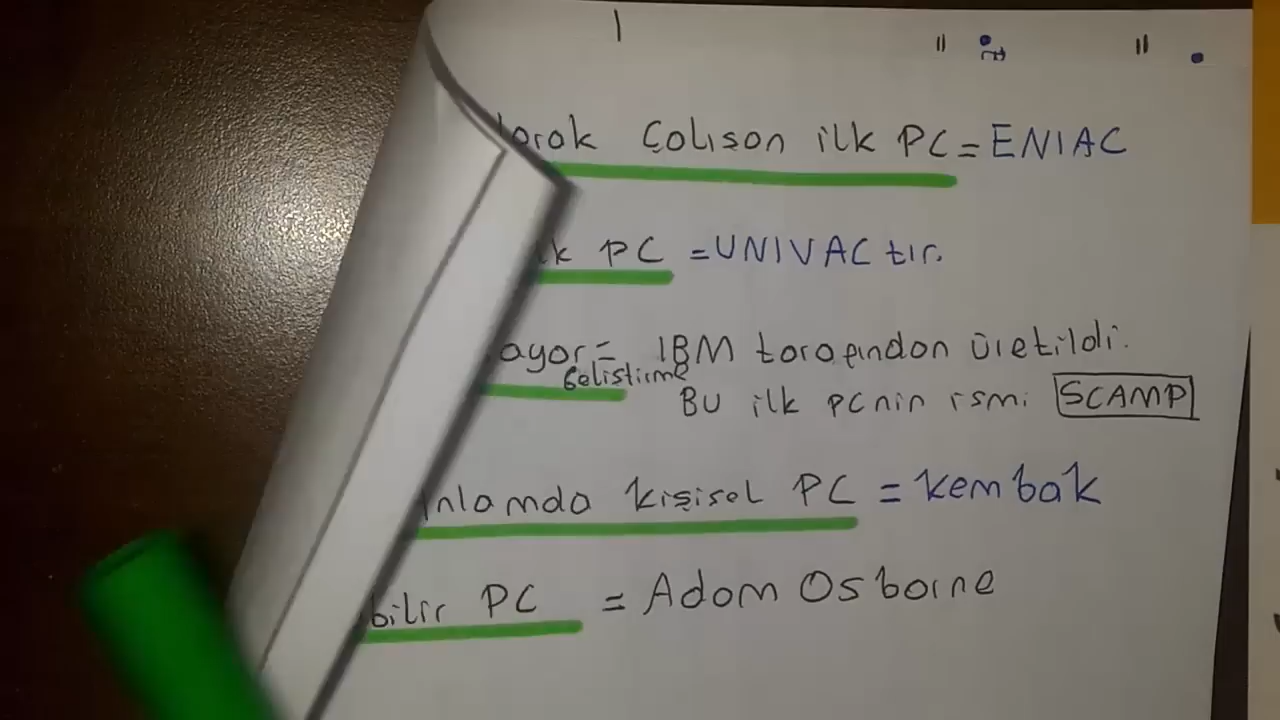 larak Çalışan ilk PC = ENIAC
k PC = UNIVAC tır.
ayar = IBM tarafından üretildi.
Geliştirme
Bu ilk pcnin ismi SCAMP
nlamda kişisel PC = kembak
bilir PC = Adam Osborne